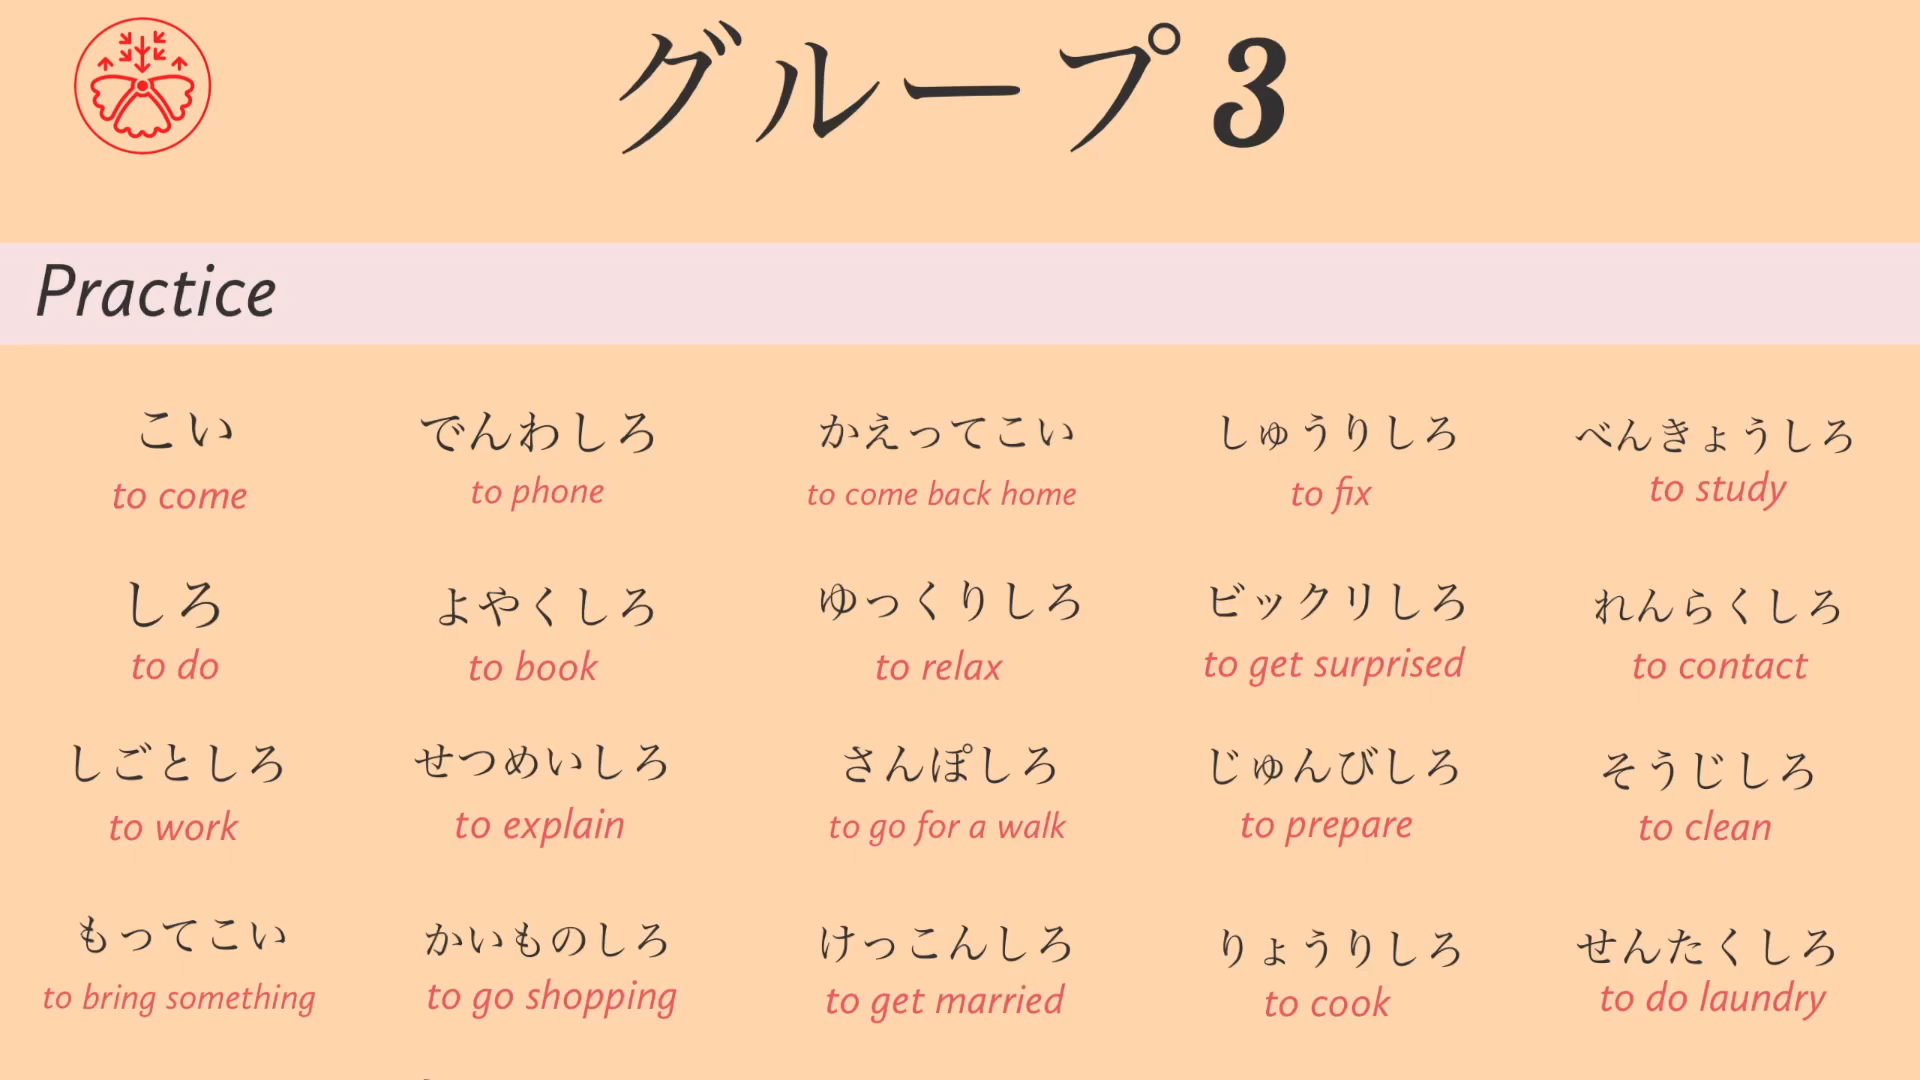 グループ 3
Practice
こい
to come
でんわしろ
to phone
かえってこい
to come back home
しゅうりしろ
to fix
べんきょうしろ
to study
しろ
to do
よやくしろ
to book
ゆっくりしろ
to relax
ビックリしろ
to get surprised
れんらくしろ
to contact
しごとしろ
to work
せつめいしろ
to explain
さんぽしろ
to go for a walk
じゅんびしろ
to prepare
そうじしろ
to clean
もってこい
to bring something
かいものしろ
to go shopping
けっこんしろ
to get married
りょうりしろ
to cook
せんたくしろ
to do laundry